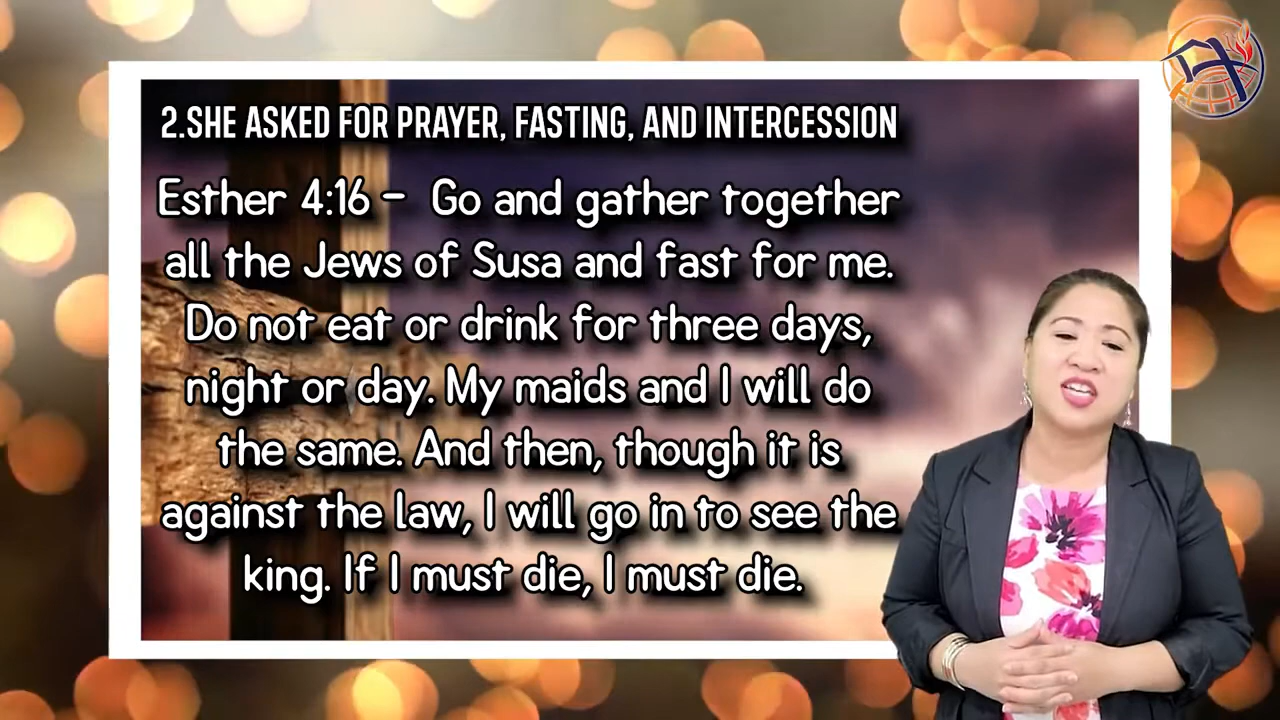 2.SHE ASKED FOR PRAYER, FASTING, AND INTERCESSION
Esther 4:16 – Go and gather together
all the Jews of Susa and fast for me.
Do not eat or drink for three days,
night or day. My maids and I will do
the same. And then, though it is
against the law, I will go in to see the
king. If I must die, I must die.